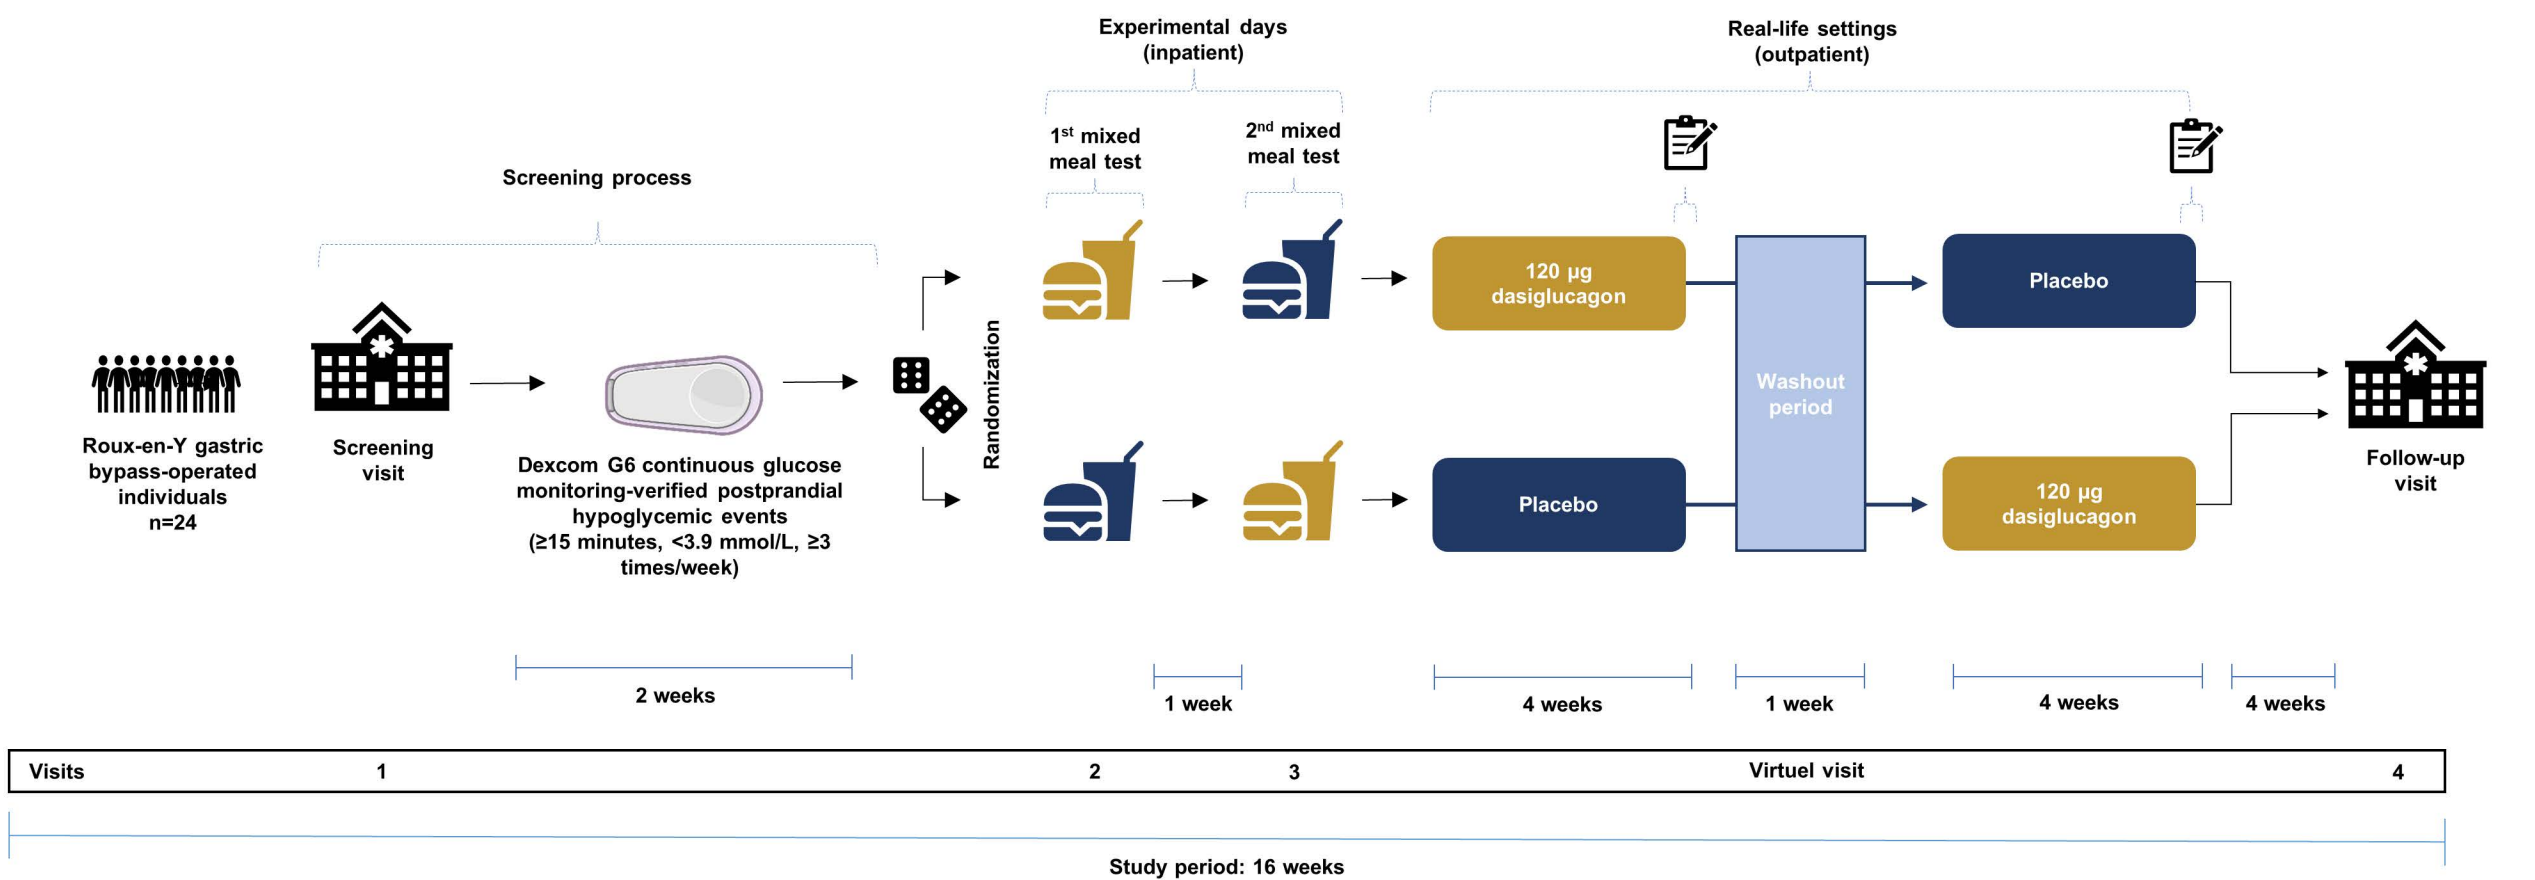 Experimental days
(inpatient)
Real-life settings
(outpatient)
1st mixed
meal test
2nd mixed
meal test
Screening process
Roux-en-Y gastric
bypass-operated
individuals
n=24
Screening
visit
Dexcom G6 continuous glucose
monitoring-verified postprandial
hypoglycemic events
(≥15 minutes, <3.9 mmol/L, ≥3
times/week)
Randomization
120 µg
dasiglucagon
Placebo
Washout
period
Placebo
120 µg
dasiglucagon
Follow-up
visit
2 weeks
1 week
4 weeks
1 week
4 weeks
4 weeks
Visits 1 2 3 Virtuel visit 4
Study period: 16 weeks